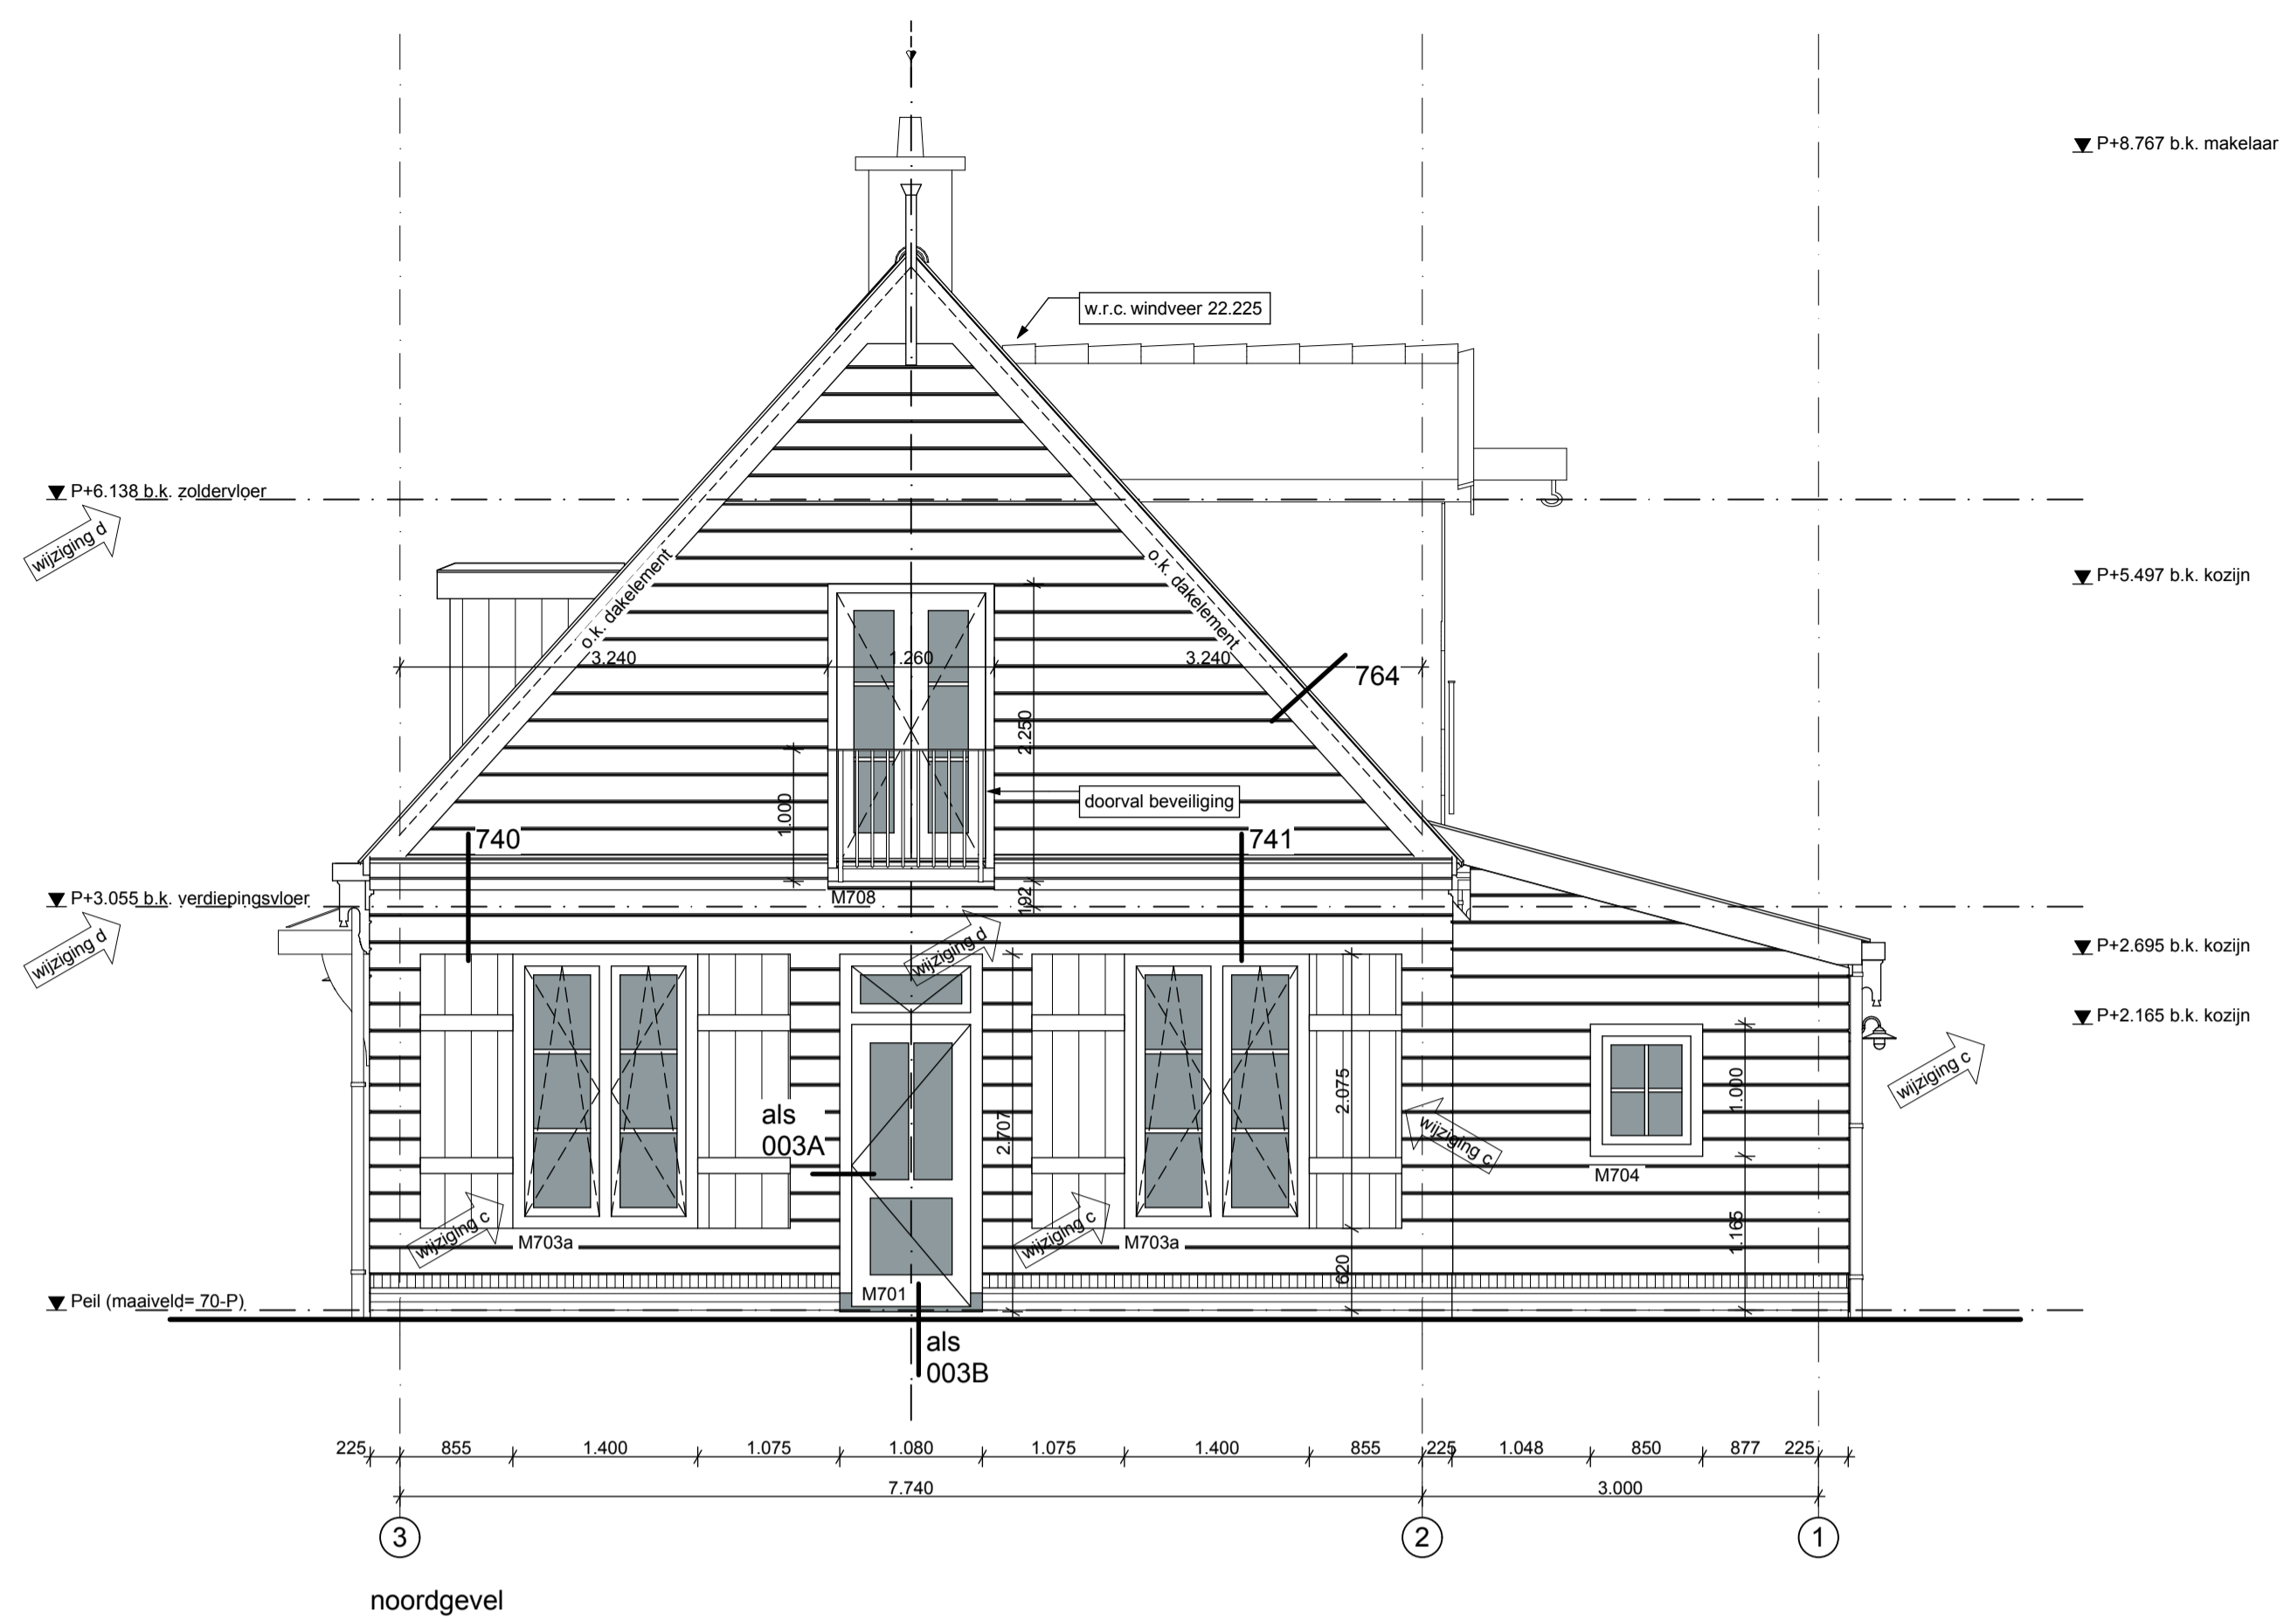 P+8.767 b.k. makelaar
w.r.c. windveer 22.225
P+6.138 b.k. zoldervloer
wijziging d
o.k. dakelement
o.k. dakelement
P+5.497 b.k. kozijn
3.240
1.260
3.240
764
2.250
1.000
doorval beveiliging
740
741
M708
192
P+3.055 b.k. verdiepingsvloer
wijziging d
wijziging d
P+2.695 b.k. kozijn
P+2.165 b.k. kozijn
wijziging c
als
003A
2.707
2.075
1.000
wijziging c
M704
wijziging c
M703a
wijziging c
M703a
620
1.165
M701
Peil (maaiveld= 70-P)
als
003B
225
855
1.400
1.075
1.080
1.075
1.400
855
225
1.048
850
877
225
7.740
3.000
3
2
1
noordgevel